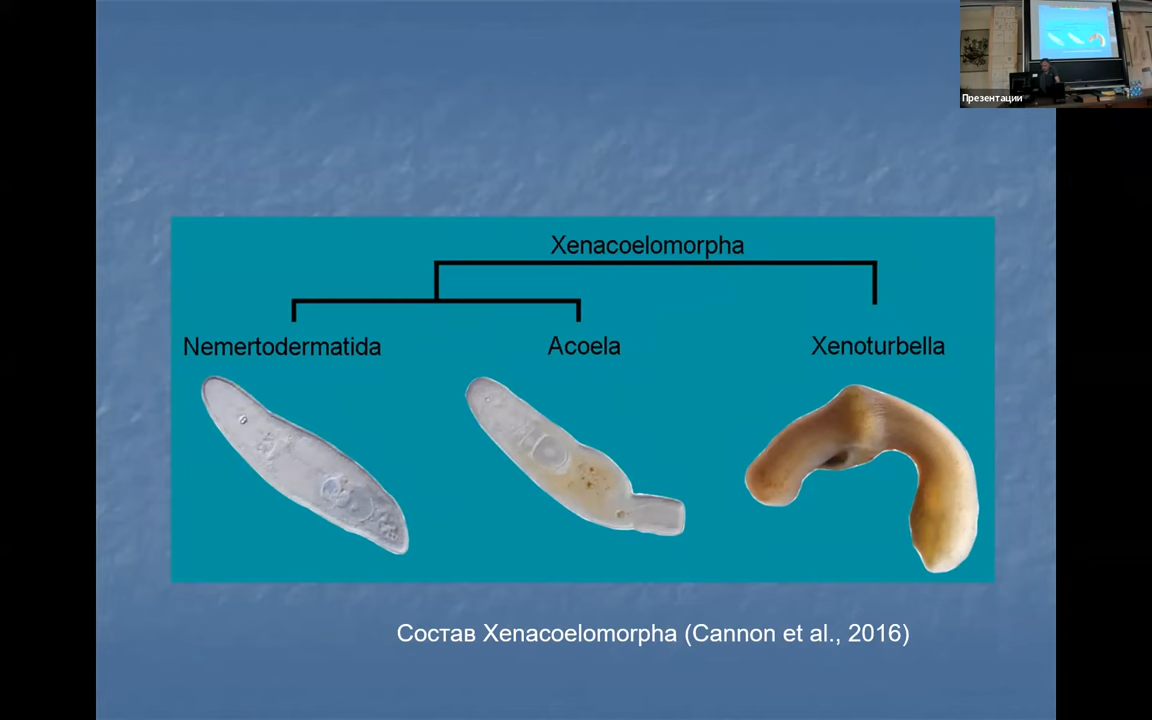 Презентации
Xenacoelomorpha
Nemertodermatida Acoela Xenoturbella
Состав Xenacoelomorpha (Cannon et al., 2016)